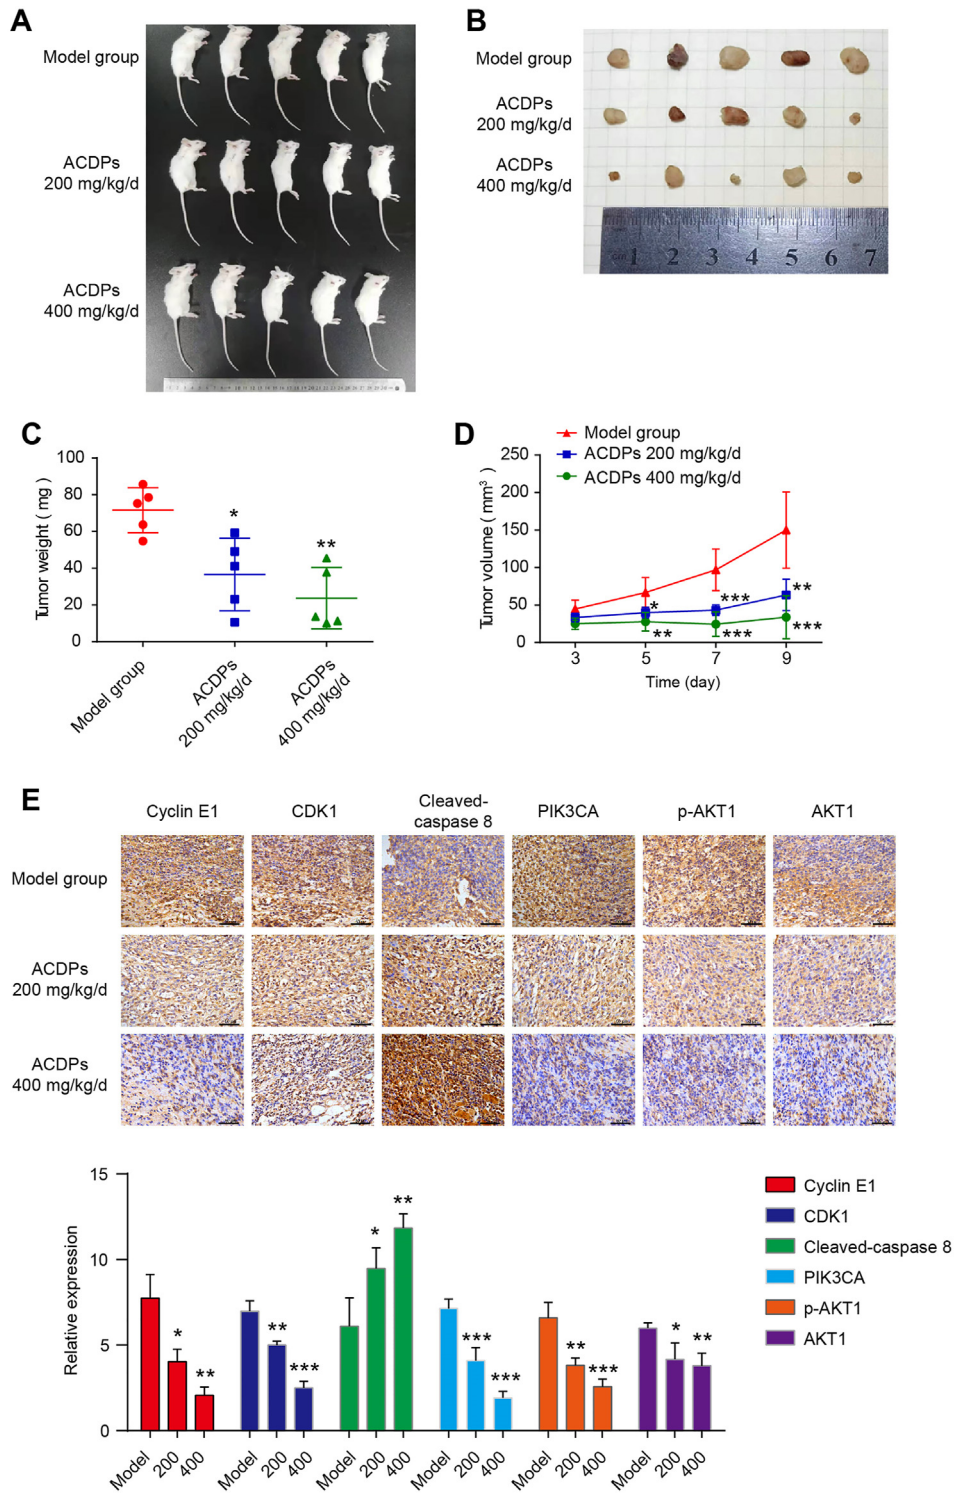 A
Model group
ACDPs
200 mg/kg/d
ACDPs
400 mg/kg/d
B
Model group
ACDPs
200 mg/kg/d
ACDPs
400 mg/kg/d
1 2 3 4 5 6 7
C
Tumor weight ( mg )
100
80
60
40
20
0
*
**
Model group
ACDPs
200 mg/kg/d
ACDPs
400 mg/kg/d
D
Model group
ACDPs 200 mg/kg/d
ACDPs 400 mg/kg/d
Tumor volume ( mm³ )
250
200
150
100
50
0
* *** **
** *** ***
3 5 7 9
Time (day)
E
Cyclin E1 CDK1 Cleaved-
caspase 8 PIK3CA p-AKT1 AKT1
Model group
ACDPs
200 mg/kg/d
ACDPs
400 mg/kg/d
Relative expression
15
10
5
0
* **
** ***
* **
*** ***
** ***
* **
Model 200 400 Model 200 400 Model 200 400 Model 200 400 Model 200 400 Model 200 400
Cyclin E1
CDK1
Cleaved-caspase 8
PIK3CA
p-AKT1
AKT1